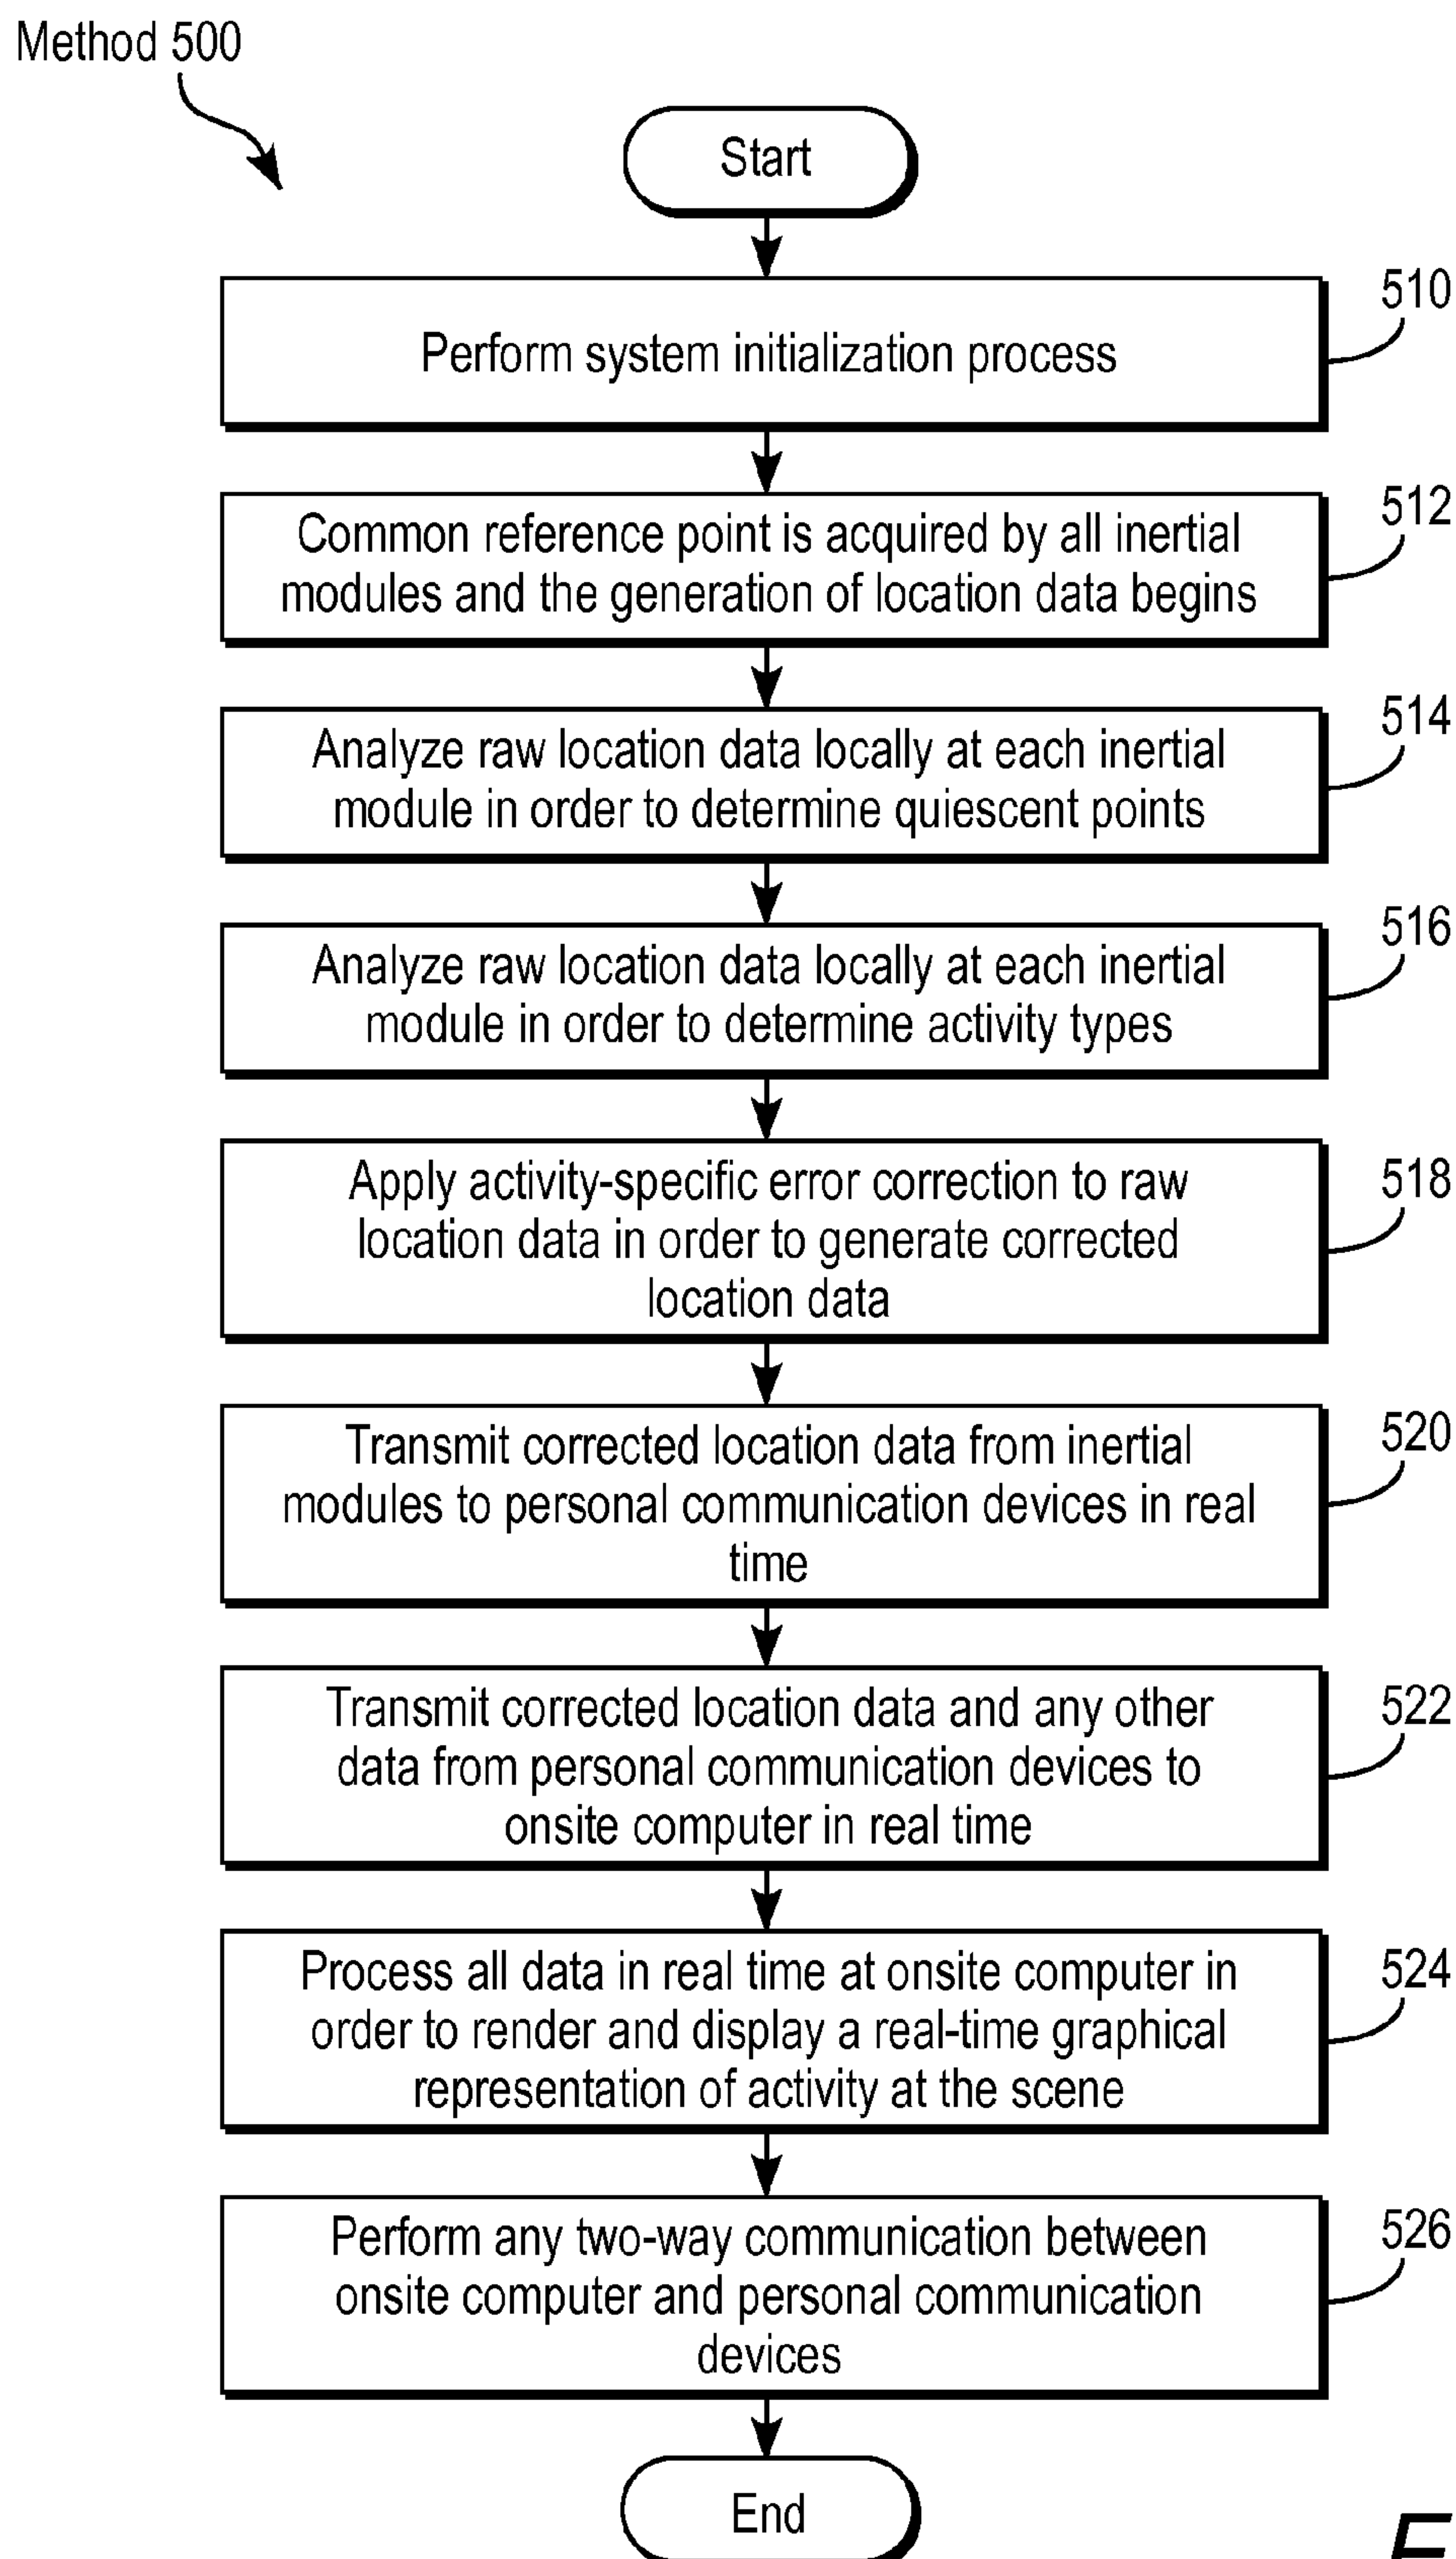 Method 500
Start
510
Perform system initialization process
512
Common reference point is acquired by all inertial
modules and the generation of location data begins
514
Analyze raw location data locally at each inertial
module in order to determine quiescent points
516
Analyze raw location data locally at each inertial
module in order to determine activity types
518
Apply activity-specific error correction to raw
location data in order to generate corrected
location data
520
Transmit corrected location data from inertial
modules to personal communication devices in real
time
522
Transmit corrected location data and any other
data from personal communication devices to
onsite computer in real time
524
Process all data in real time at onsite computer in
order to render and display a real-time graphical
representation of activity at the scene
526
Perform any two-way communication between
onsite computer and personal communication
devices
End